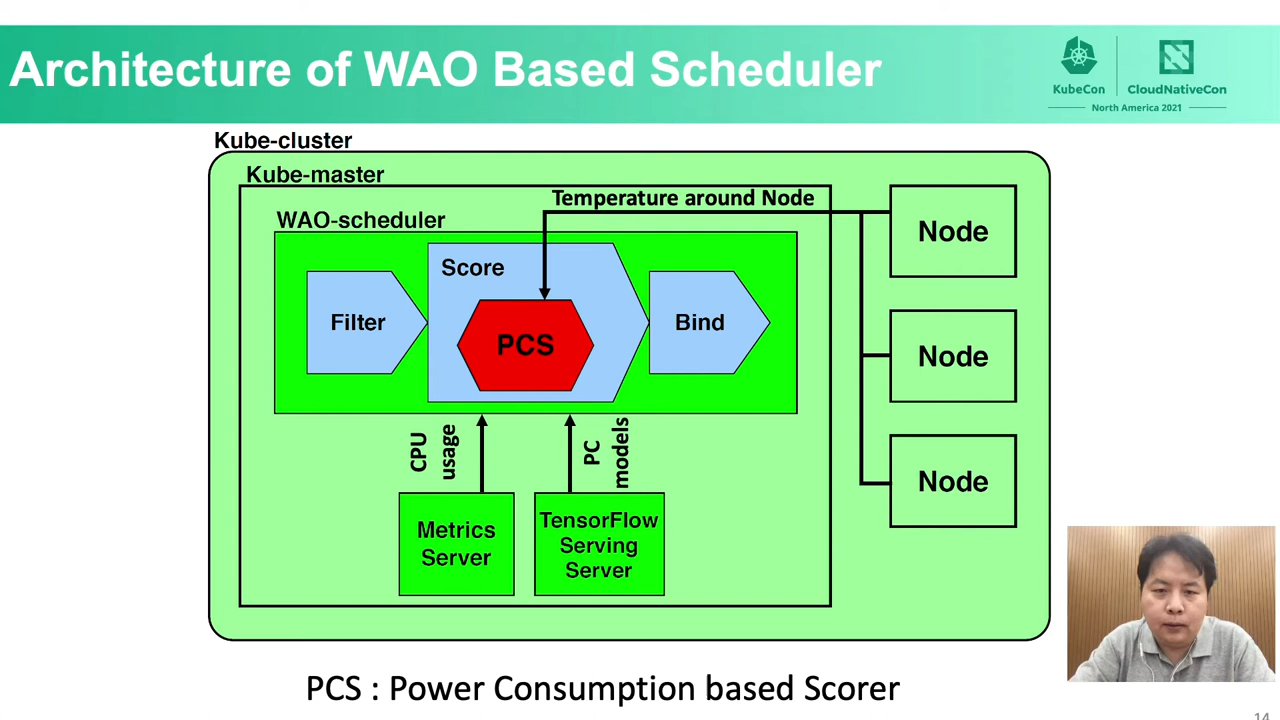 Architecture of WAO Based Scheduler
KubeCon
CloudNativeCon
North America 2021
Kube-cluster
Kube-master
Temperature around Node
WAO-scheduler
Score
Filter
PCS
Bind
Node
Node
Node
CPU
usage
PC
models
Metrics
Server
TensorFlow
Serving
Server
PCS : Power Consumption based Scorer
14